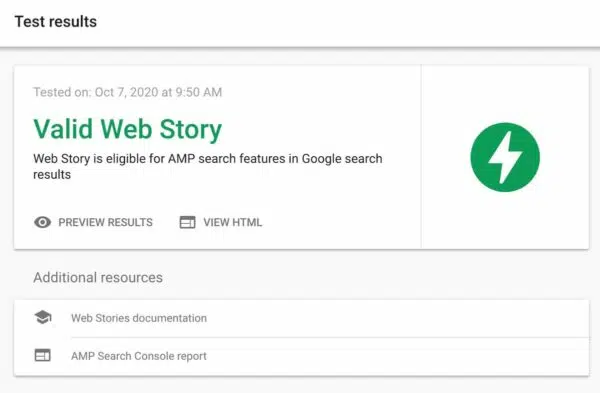 Test results
Tested on: Oct 7, 2020 at 9:50 AM
Valid Web Story
Web Story is eligible for AMP search features in Google search
results
PREVIEW RESULTS VIEW HTML
Additional resources
Web Stories documentation
AMP Search Console report